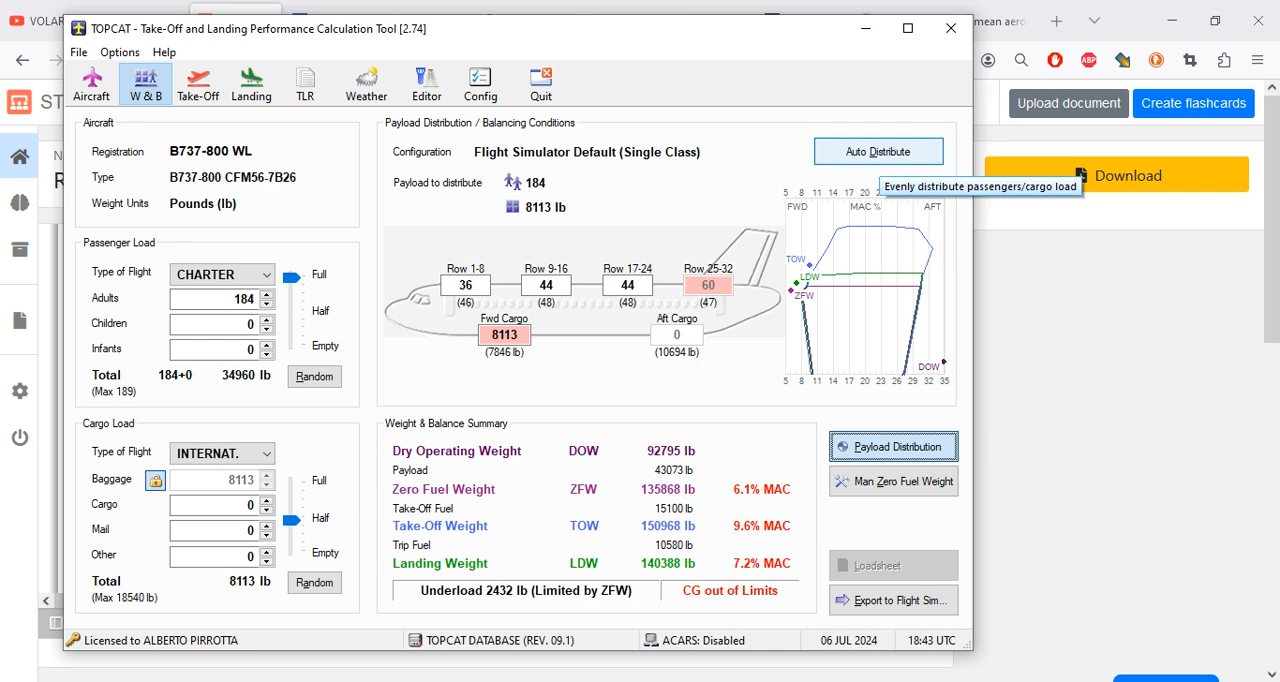 VOLAR
mean aero
TOPCAT - Take-Off and Landing Performance Calculation Tool [2.74]
File Options Help
Aircraft W & B Take-Off Landing TLR Weather Editor Config Quit
ABP
ST
Upload document Create flashcards
Download
Aircraft
Registration B737-800 WL
Type B737-800 CFM56-7B26
Weight Units Pounds (lb)
Passenger Load
Type of Flight CHARTER
Adults 184
Children 0
Infants 0
Total 184+0 34960 lb
(Max 189)
Full
Half
Empty
Random
Cargo Load
Type of Flight INTERNAT.
Baggage 8113
Cargo 0
Mail 0
Other 0
Total 8113 lb
(Max 18540 lb)
Full
Half
Empty
Random
Payload Distribution / Balancing Conditions
Configuration Flight Simulator Default (Single Class)
Auto Distribute
Payload to distribute 184
8113 lb
Evenly distribute passengers/cargo load
Row 1-8 Row 9-16 Row 17-24 Row 25-32
36 44 44 60
(46) (48) (48) (47)
Fwd Cargo Aft Cargo
8113 0
(7846 lb) (10694 lb)
5 8 11 14 17 20 2
FWD MAC % AFT
TOW
LDW
ZFW
DOW
5 8 11 14 17 20 23 26 29 32 35
Weight & Balance Summary
Dry Operating Weight DOW 92795 lb
Payload 43073 lb
Zero Fuel Weight ZFW 135868 lb 6.1% MAC
Take-Off Fuel 15100 lb
Take-Off Weight TOW 150968 lb 9.6% MAC
Trip Fuel 10580 lb
Landing Weight LDW 140388 lb 7.2% MAC
Underload 2432 lb (Limited by ZFW) CG out of Limits
Payload Distribution
Man Zero Fuel Weight
Loadsheet
Export to Flight Sim...
Licensed to ALBERTO PIRROTTA TOPCAT DATABASE (REV. 09.1) ACARS: Disabled 06 JUL 2024 18:43 UTC